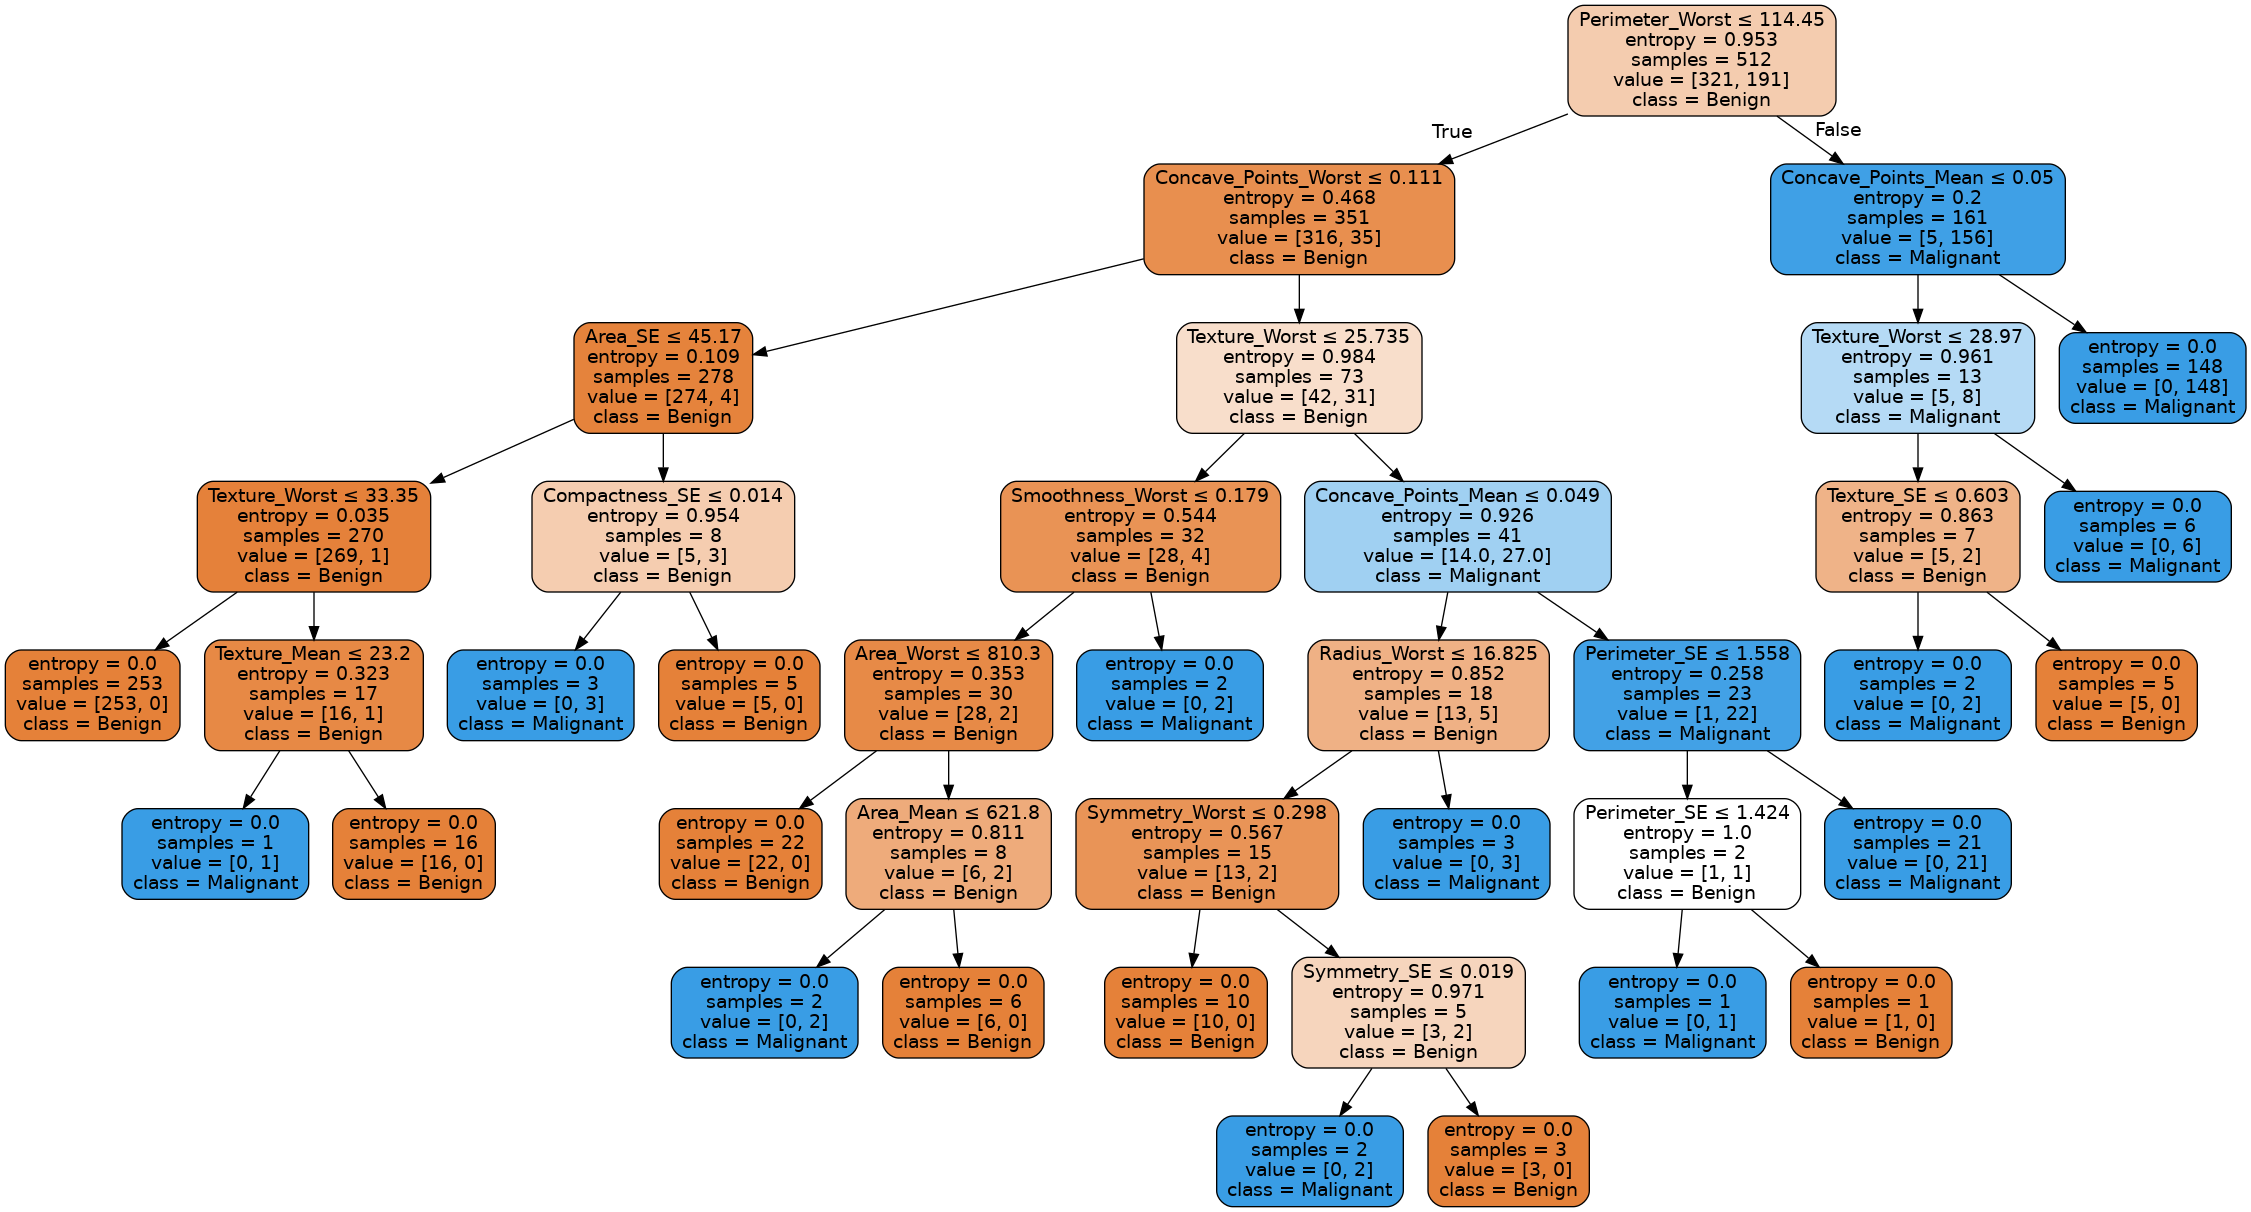 Perimeter_Worst ≤ 114.45
entropy = 0.953
samples = 512
value = [321, 191]
class = Benign
True
False
Concave_Points_Worst ≤ 0.111
entropy = 0.468
samples = 351
value = [316, 35]
class = Benign
Concave_Points_Mean ≤ 0.05
entropy = 0.2
samples = 161
value = [5, 156]
class = Malignant
Area_SE ≤ 45.17
entropy = 0.109
samples = 278
value = [274, 4]
class = Benign
Texture_Worst ≤ 25.735
entropy = 0.984
samples = 73
value = [42, 31]
class = Benign
Texture_Worst ≤ 28.97
entropy = 0.961
samples = 13
value = [5, 8]
class = Malignant
entropy = 0.0
samples = 148
value = [0, 148]
class = Malignant
Texture_Worst ≤ 33.35
entropy = 0.035
samples = 270
value = [269, 1]
class = Benign
Compactness_SE ≤ 0.014
entropy = 0.954
samples = 8
value = [5, 3]
class = Benign
Smoothness_Worst ≤ 0.179
entropy = 0.544
samples = 32
value = [28, 4]
class = Benign
Concave_Points_Mean ≤ 0.049
entropy = 0.926
samples = 41
value = [14.0, 27.0]
class = Malignant
Texture_SE ≤ 0.603
entropy = 0.863
samples = 7
value = [5, 2]
class = Benign
entropy = 0.0
samples = 6
value = [0, 6]
class = Malignant
entropy = 0.0
samples = 253
value = [253, 0]
class = Benign
Texture_Mean ≤ 23.2
entropy = 0.323
samples = 17
value = [16, 1]
class = Benign
entropy = 0.0
samples = 3
value = [0, 3]
class = Malignant
entropy = 0.0
samples = 5
value = [5, 0]
class = Benign
Area_Worst ≤ 810.3
entropy = 0.353
samples = 30
value = [28, 2]
class = Benign
entropy = 0.0
samples = 2
value = [0, 2]
class = Malignant
Radius_Worst ≤ 16.825
entropy = 0.852
samples = 18
value = [13, 5]
class = Benign
Perimeter_SE ≤ 1.558
entropy = 0.258
samples = 23
value = [1, 22]
class = Malignant
entropy = 0.0
samples = 2
value = [0, 2]
class = Malignant
entropy = 0.0
samples = 5
value = [5, 0]
class = Benign
entropy = 0.0
samples = 1
value = [0, 1]
class = Malignant
entropy = 0.0
samples = 16
value = [16, 0]
class = Benign
entropy = 0.0
samples = 22
value = [22, 0]
class = Benign
Area_Mean ≤ 621.8
entropy = 0.811
samples = 8
value = [6, 2]
class = Benign
Symmetry_Worst ≤ 0.298
entropy = 0.567
samples = 15
value = [13, 2]
class = Benign
entropy = 0.0
samples = 3
value = [0, 3]
class = Malignant
Perimeter_SE ≤ 1.424
entropy = 1.0
samples = 2
value = [1, 1]
class = Benign
entropy = 0.0
samples = 21
value = [0, 21]
class = Malignant
entropy = 0.0
samples = 2
value = [0, 2]
class = Malignant
entropy = 0.0
samples = 6
value = [6, 0]
class = Benign
entropy = 0.0
samples = 10
value = [10, 0]
class = Benign
Symmetry_SE ≤ 0.019
entropy = 0.971
samples = 5
value = [3, 2]
class = Benign
entropy = 0.0
samples = 1
value = [0, 1]
class = Malignant
entropy = 0.0
samples = 1
value = [1, 0]
class = Benign
entropy = 0.0
samples = 2
value = [0, 2]
class = Malignant
entropy = 0.0
samples = 3
value = [3, 0]
class = Benign